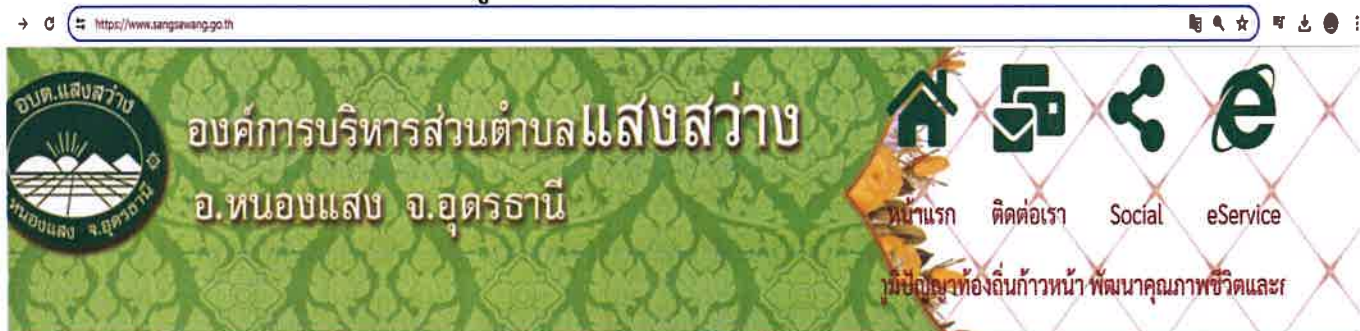 https://www.sangsawang.go.th
อบต.แสงสว่าง
หนองแสง จ.อุดรธานี
องค์การบริหารส่วนตำบลแสงสว่าง
อ.หนองแสง จ.อุดรธานี
หน้าแรก ติดต่อเรา Social eService
ภูมิปัญญาท้องถิ่นก้าวหน้า พัฒนาคุณภาพชีวิตและ